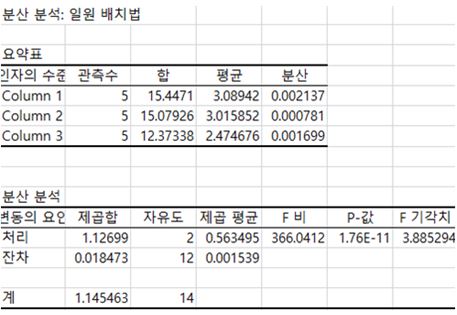 분산 분석: 일원 배치법
요약표
인자의 수준 관측수 합 평균 분산
Column 1 5 15.4471 3.08942 0.002137
Column 2 5 15.07926 3.015852 0.000781
Column 3 5 12.37338 2.474676 0.001699
분산 분석
변동의 요인 제곱합 자유도 제곱 평균 F 비 P-값 F 기각치
처리 1.12699 2 0.563495 366.0412 1.76E-11 3.885294
잔차 0.018473 12 0.001539
계 1.145463 14